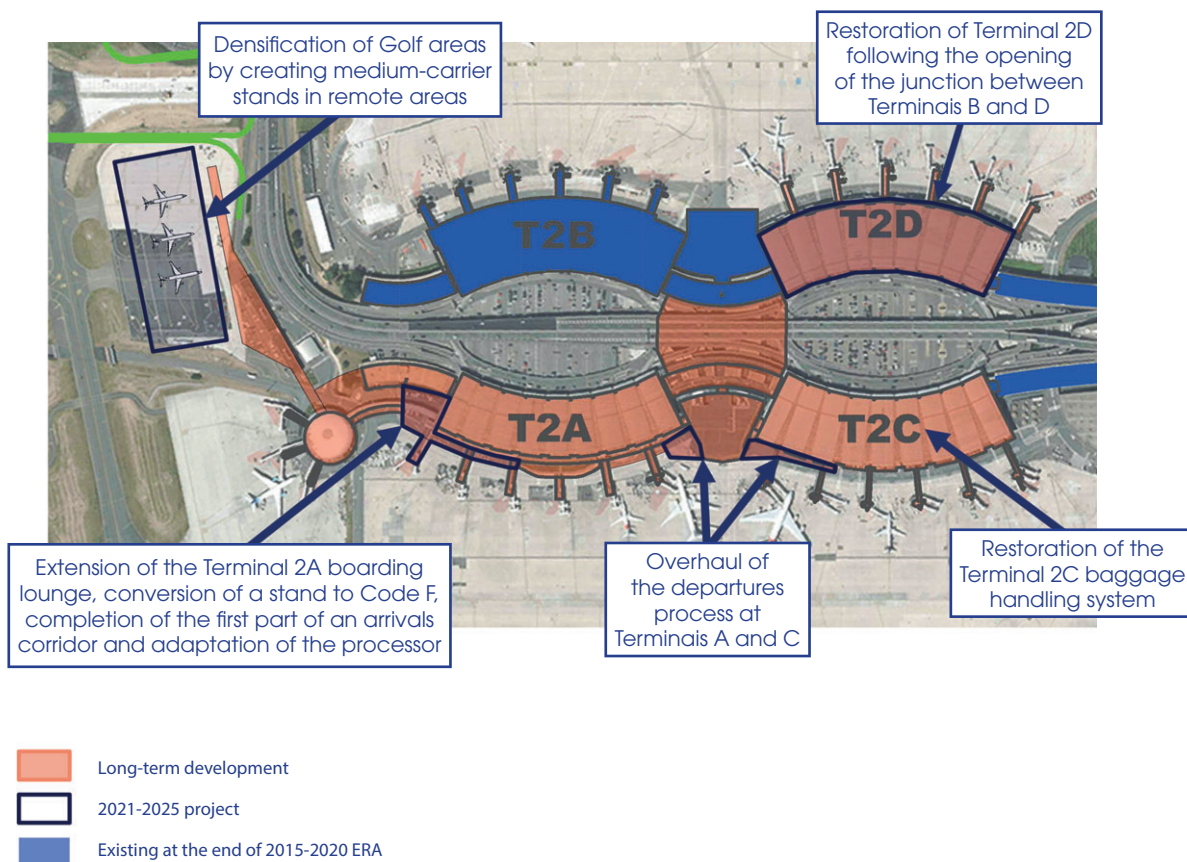 Densification of Golf areas
by creating medium-carrier
stands in remote areas
Restoration of Terminal 2D
following the opening
of the junction between
Terminais B and D
T2B
T2D
T2A
T2C
Extension of the Terminal 2A boarding
lounge, conversion of a stand to Code F,
completion of the first part of an arrivals
corridor and adaptation of the processor
Overhaul of
the departures
process at
Terminais A and C
Restoration of the
Terminal 2C baggage
handling system
Long-term development
2021-2025 project
Existing at the end of 2015-2020 ERA